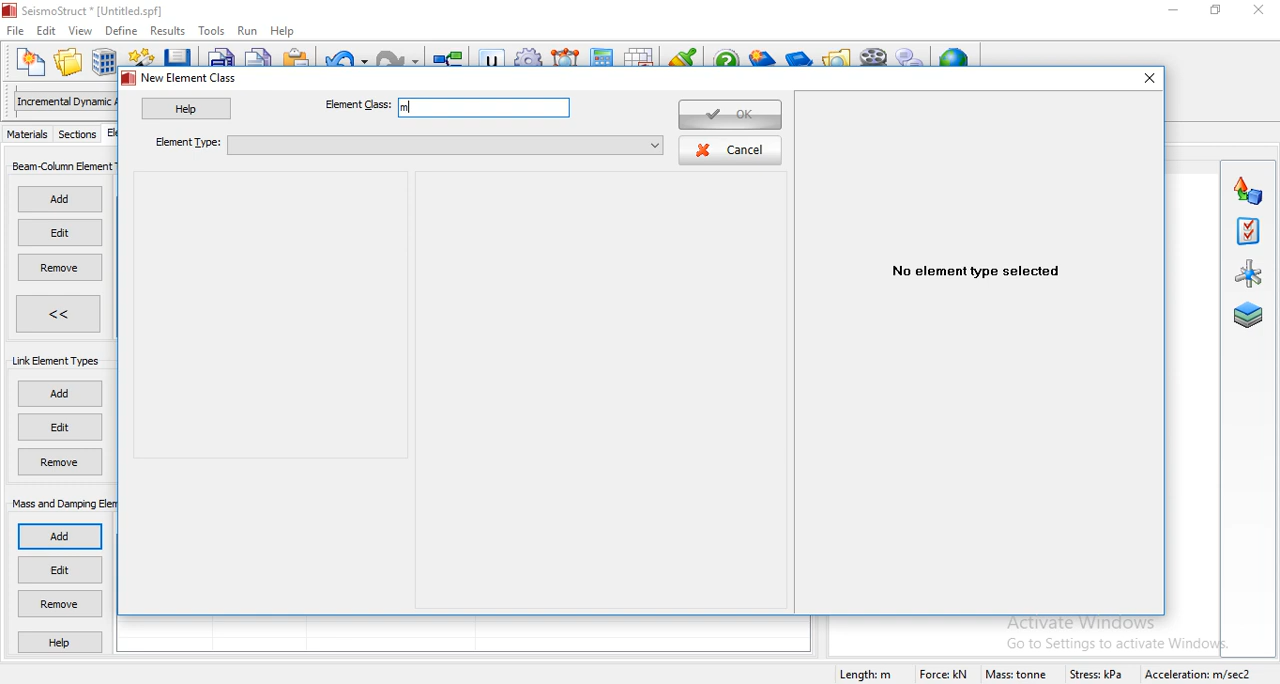 SeismoStruct * [Untitled.spf]
File Edit View Define Results Tools Run Help
New Element Class
Incremental Dynamic A
Help Element Class: m OK
Element Type: Cancel
Materials Sections Ele
Beam-Column Element T
Add
Edit
Remove
<<
No element type selected
Link Element Types
Add
Edit
Remove
Mass and Damping Elem
Add
Edit
Remove
Help
Activate Windows
Go to Settings to activate Windows.
Length: m Force: kN Mass: tonne Stress: kPa Acceleration: m/sec2